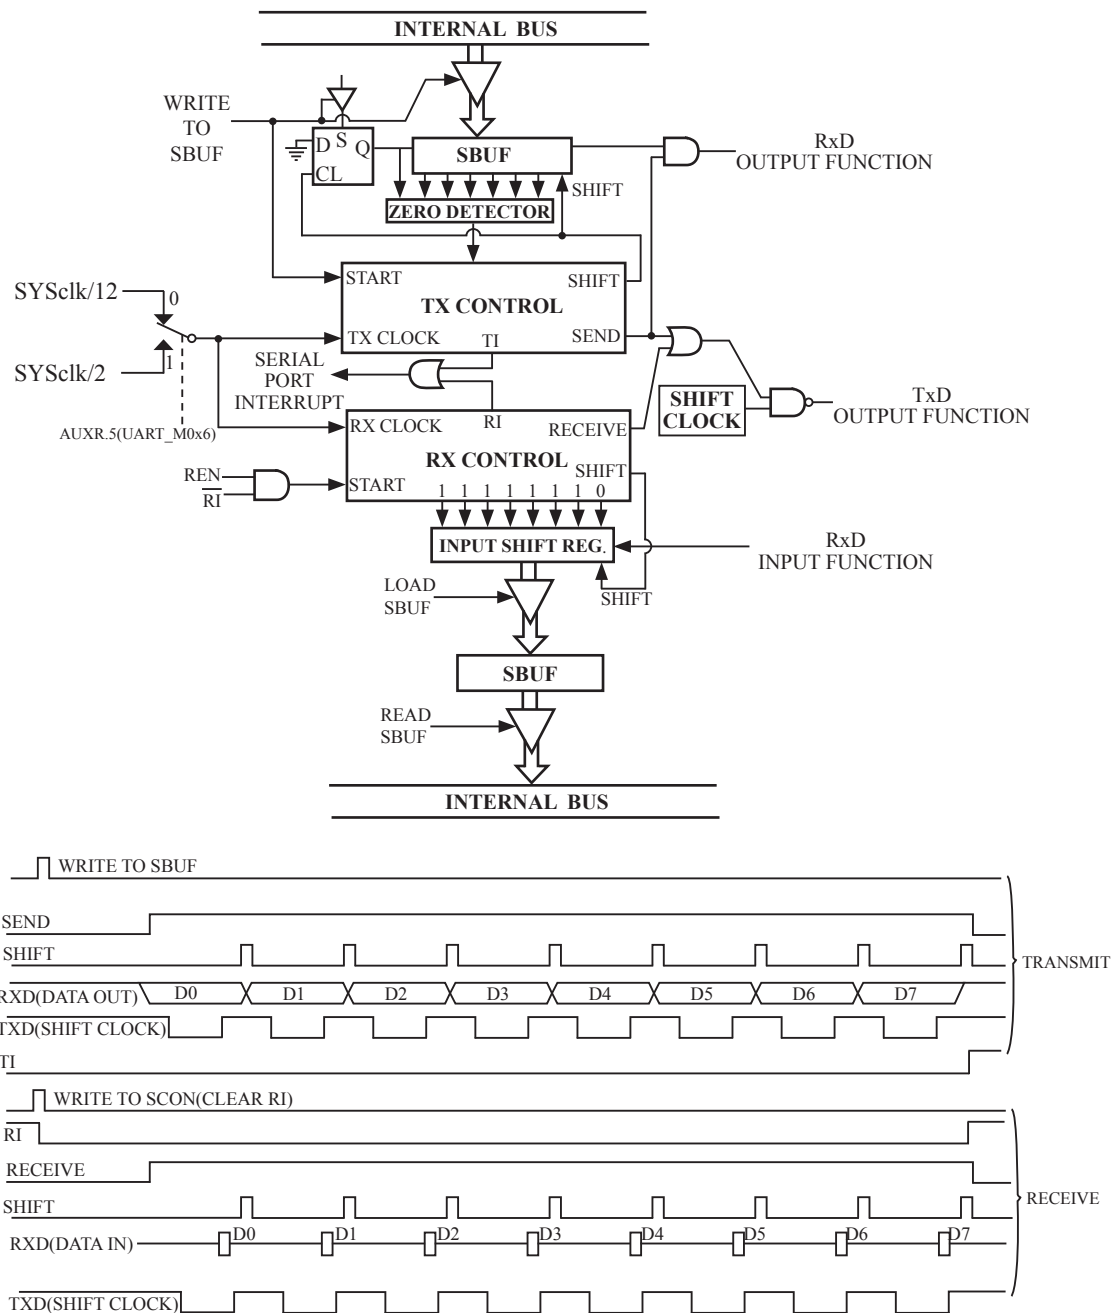 INTERNAL BUS
WRITE
TO
SBUF
D S Q
CL
SBUF
SHIFT
ZERO DETECTOR
RxD
OUTPUT FUNCTION
START
SHIFT
TX CONTROL
TX CLOCK
TI
SEND
SYSclk/12
0
SYSclk/2
1
AUXR.5(UART_M0x6)
SERIAL
PORT
INTERRUPT
SHIFT
CLOCK
TxD
OUTPUT FUNCTION
RX CLOCK
RI
RECEIVE
RX CONTROL
SHIFT
START
1 1 1 1 1 1 1 0
REN
RI
INPUT SHIFT REG.
RxD
INPUT FUNCTION
LOAD
SBUF
SHIFT
SBUF
READ
SBUF
INTERNAL BUS
WRITE TO SBUF
SEND
SHIFT
RXD(DATA OUT) D0 D1 D2 D3 D4 D5 D6 D7
TXD(SHIFT CLOCK)
TI
TRANSMIT
WRITE TO SCON(CLEAR RI)
RI
RECEIVE
SHIFT
RXD(DATA IN) D0 D1 D2 D3 D4 D5 D6 D7
TXD(SHIFT CLOCK)
RECEIVE